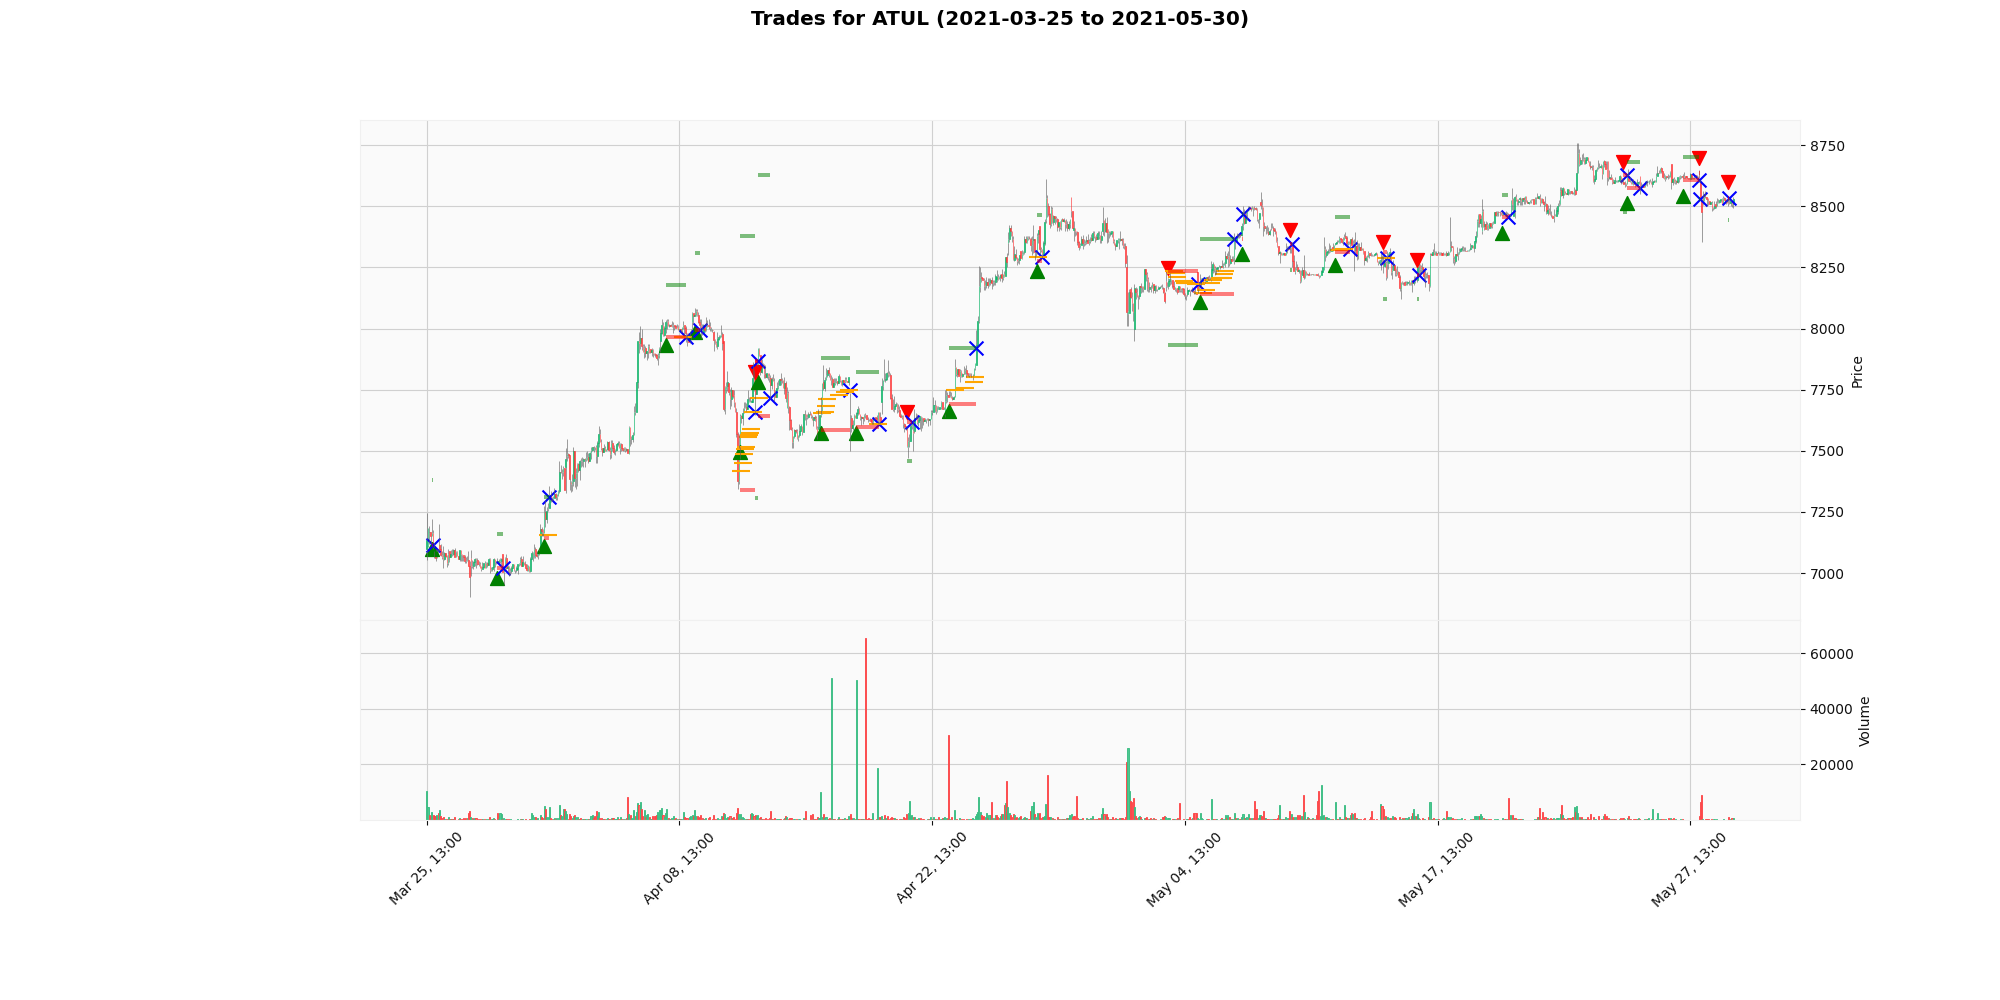 Trades for ATUL (2021-03-25 to 2021-05-30)
8750
8500
8250
8000
7750
7500
7250
7000
Price
60000
40000
20000
Volume
Mar 25, 13:00
Apr 08, 13:00
Apr 22, 13:00
May 04, 13:00
May 17, 13:00
May 27, 13:00